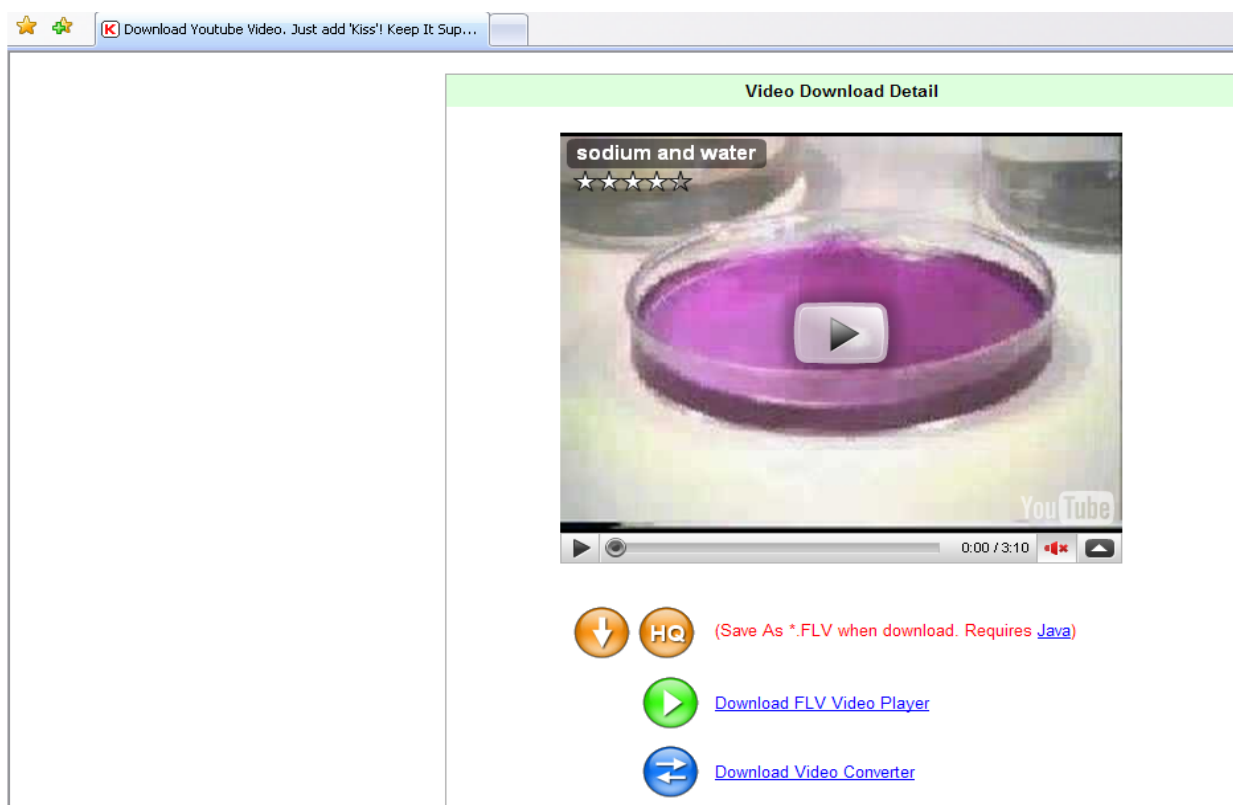 K Download Youtube Video. Just add 'Kiss'! Keep It Sup...
Video Download Detail
sodium and water
YouTube
0:00 / 3:10
HQ (Save As *.FLV when download. Requires Java)
Download FLV Video Player
Download Video Converter